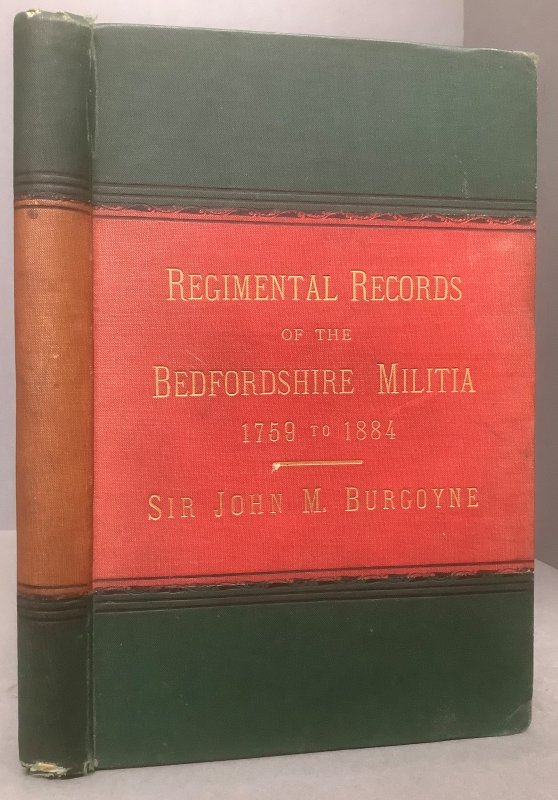 REGIMENTAL RECORDS
OF THE
BEDFORDSHIRE MILITIA
1759 TO 1884
SIR JOHN M. BURGOYNE